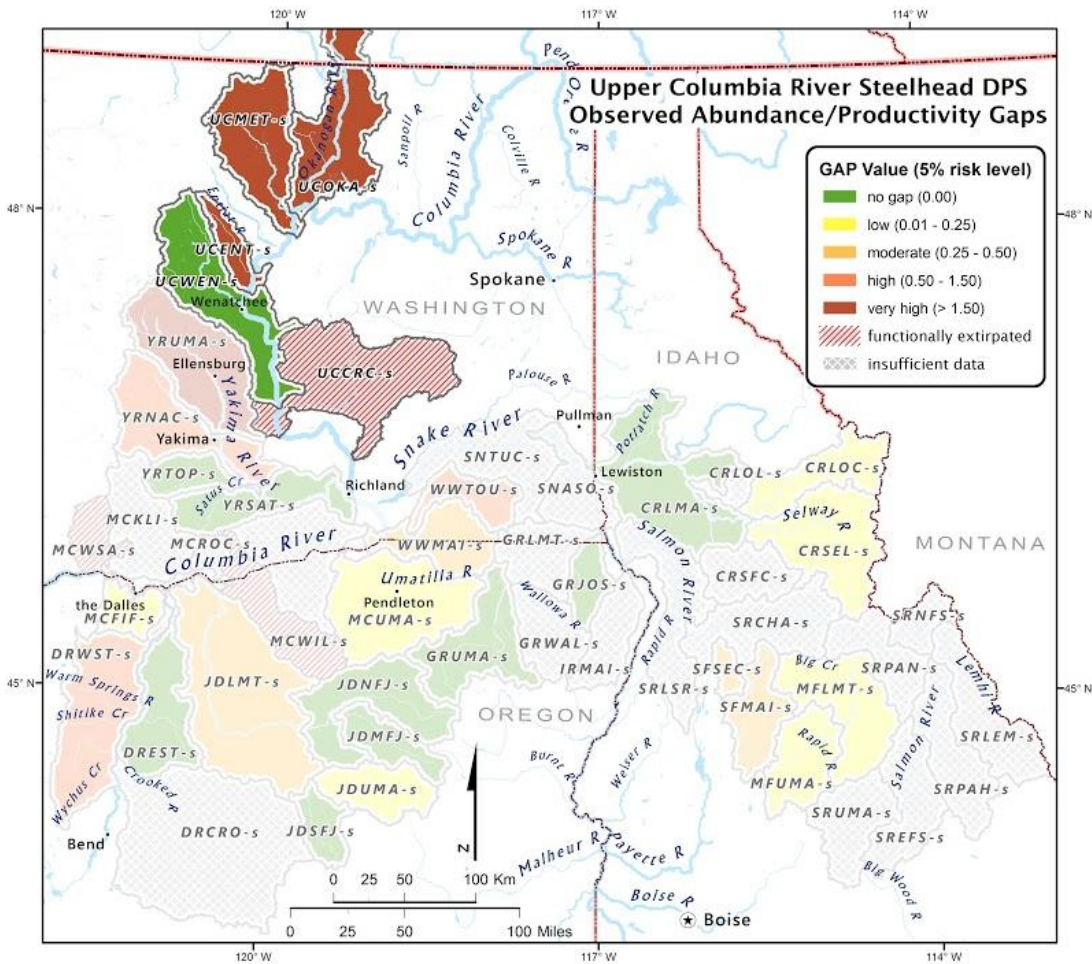 120° W
117° W
114° W
Upper Columbia River Steelhead DPS
Observed Abundance/Productivity Gaps
GAP Value (5% risk level)
no gap (0.00)
low (0.01 - 0.25)
moderate (0.25 - 0.50)
high (0.50 - 1.50)
very high (> 1.50)
functionally extirpated
insufficient data
48° N
48° N
45° N
45° N
UCMET-s
Okanogan River
UCOKA-s
Sanpoil R
Columbia River
Colville R
Entiat R
UCENT-s
UCWEN-s
Wenatchee
Spokane R
Spokane
WASHINGTON
IDAHO
YRUMA-s
Ellensburg
UCCRC-s
Palouse R
Pullman
Potlatch R
Yakima River
YRNAC-s
Yakima
Snake River
SNTUC-s
Lewiston
CRLOL-s
CRLOC-s
YRTOP-s
Satus Cr
YRSAT-s
Richland
WWTOU-s
SNASO-s
CRLMA-s
Selway R
MCKLI-s
MCWSA-s
MCROC-s
Columbia River
WWMAI-s
GRLMT-s
Salmon River
CRSEL-s
MONTANA
Umatilla R
Pendleton
MCUMA-s
Wallowa R
GRJOS-s
CRSFC-s
the Dalles
MCFIF-s
MCWIL-s
GRUMA-s
GRWAL-s
IRMAI-s
Rapid R
SRCHA-s
SRNFS-s
DRWST-s
Warm Springs R
Shitike Cr
JDLMT-s
JDNFJ-s
SRLSR-s
SFSEC-s
Big Cr
SRPAN-s
Lemhi R
SFMAI-s
MFLMT-s
OREGON
JDMFJ-s
DREST-s
Wychus Cr
Crooked R
Burnt R
Weiser R
Rapid R
Salmon River
SRLEM-s
JDUMA-s
MFUMA-s
SRPAH-s
SRUMA-s
Bend
DRCRO-s
JDSFJ-s
SREFS-s
N
Malheur R
Payette R
Big Wood R
0 25 50 100 Km
0 25 50 100 Miles
Boise R
Boise
120° W
117° W
114° W